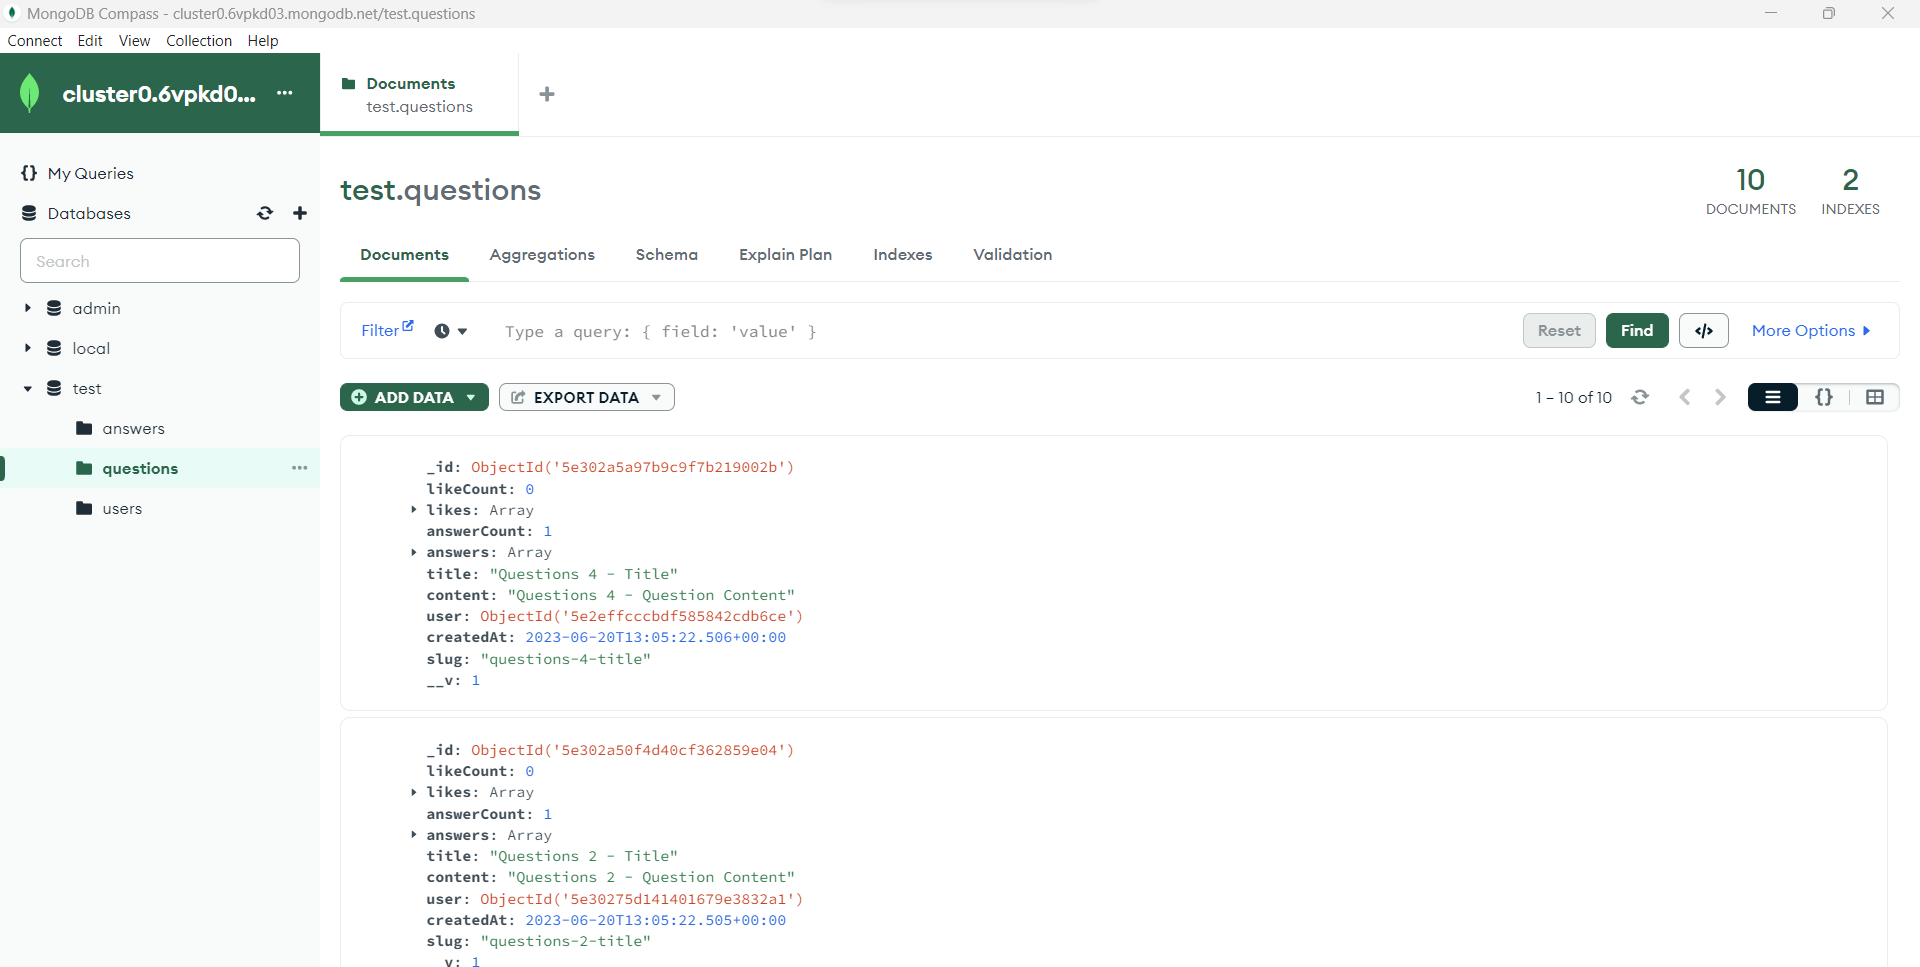 MongoDB Compass - cluster0.6vpkd03.mongodb.net/test.questions
Connect Edit View Collection Help
cluster0.6vpkd0... ···
Documents
test.questions
+
{} My Queries
Databases
Search
admin
local
test
answers
questions ···
users
test.questions
10
DOCUMENTS
2
INDEXES
Documents Aggregations Schema Explain Plan Indexes Validation
Filter Type a query: { field: 'value' } Reset Find </> More Options
ADD DATA EXPORT DATA 1 – 10 of 10 {}
_id: ObjectId('5e302a5a97b9c9f7b219002b')
likeCount: 0
likes: Array
answerCount: 1
answers: Array
title: "Questions 4 - Title"
content: "Questions 4 - Question Content"
user: ObjectId('5e2effcccbdf585842cdb6ce')
createdAt: 2023-06-20T13:05:22.506+00:00
slug: "questions-4-title"
__v: 1
_id: ObjectId('5e302a50f4d40cf362859e04')
likeCount: 0
likes: Array
answerCount: 1
answers: Array
title: "Questions 2 - Title"
content: "Questions 2 - Question Content"
user: ObjectId('5e30275d141401679e3832a1')
createdAt: 2023-06-20T13:05:22.505+00:00
slug: "questions-2-title"
__v: 1